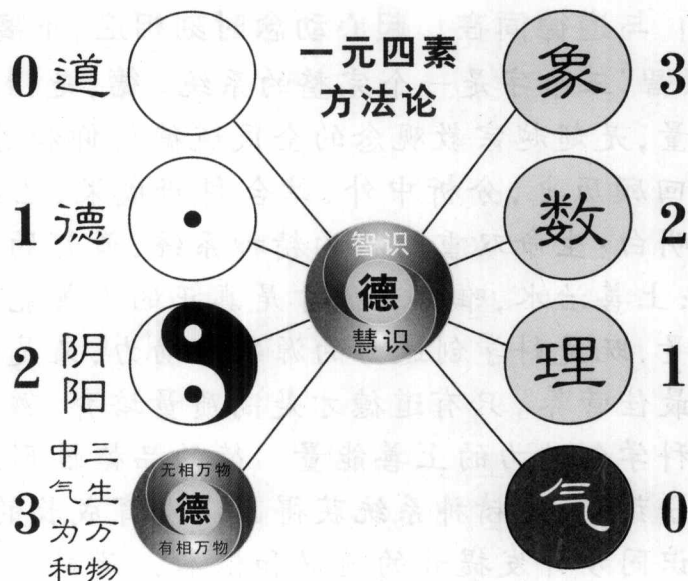 一元四素
方法论
0 道
1 德
2 阴阳
3 三生万物
中气为和
无相万物
德
有相万物
智识
德
慧识
象 3
数 2
理 1
气 0